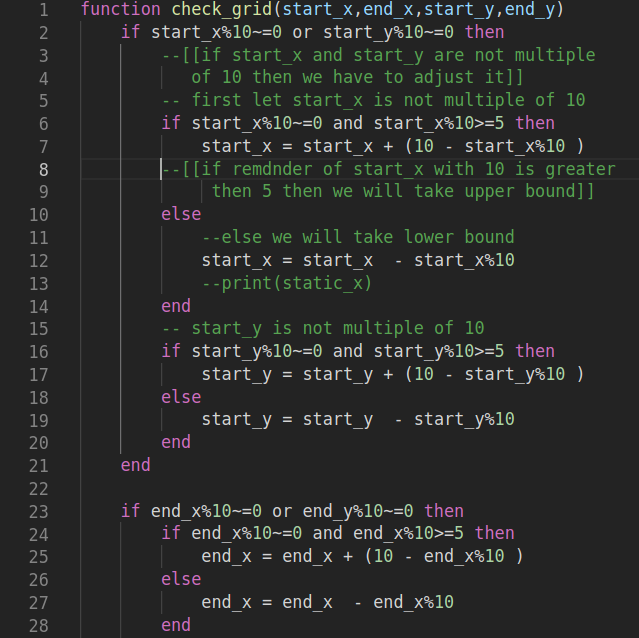 1 function check_grid(start_x,end_x,start_y,end_y)
2 if start_x%10~=0 or start_y%10~=0 then
3 --[[if start_x and start_y are not multiple
4 of 10 then we have to adjust it]]
5 -- first let start_x is not multiple of 10
6 if start_x%10~=0 and start_x%10>=5 then
7 start_x = start_x + (10 - start_x%10 )
8 --[[if remdnder of start_x with 10 is greater
9 then 5 then we will take upper bound]]
10 else
11 --else we will take lower bound
12 start_x = start_x  - start_x%10
13 --print(static_x)
14 end
15 -- start_y is not multiple of 10
16 if start_y%10~=0 and start_y%10>=5 then
17 start_y = start_y + (10 - start_y%10 )
18 else
19 start_y = start_y  - start_y%10
20 end
21 end
22
23 if end_x%10~=0 or end_y%10~=0 then
24 if end_x%10~=0 and end_x%10>=5 then
25 end_x = end_x + (10 - end_x%10 )
26 else
27 end_x = end_x  - end_x%10
28 end